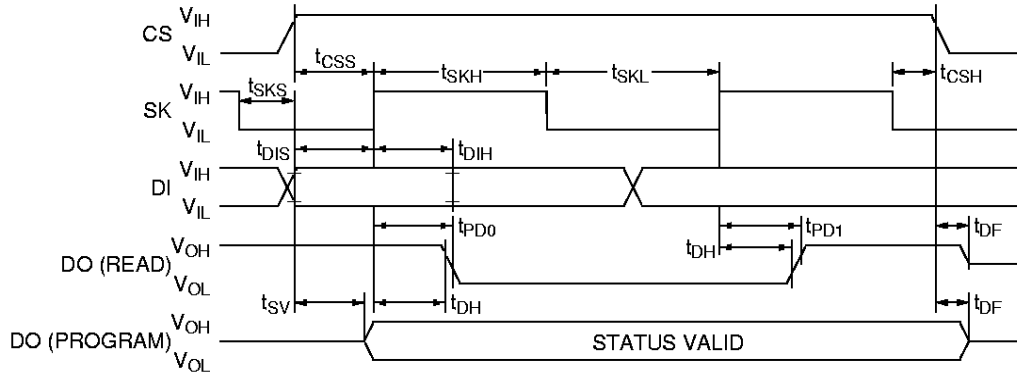 V_IH
CS
V_IL
t_CSS
t_SKH
t_SKL
t_CSH
V_IH
t_SKS
SK
V_IL
t_DIS
t_DIH
V_IH
DI
V_IL
t_PD0
t_PD1
t_DF
V_OH
t_DH
DO (READ)
V_OL
t_SV
t_DH
t_DF
V_OH
DO (PROGRAM)
STATUS VALID
V_OL